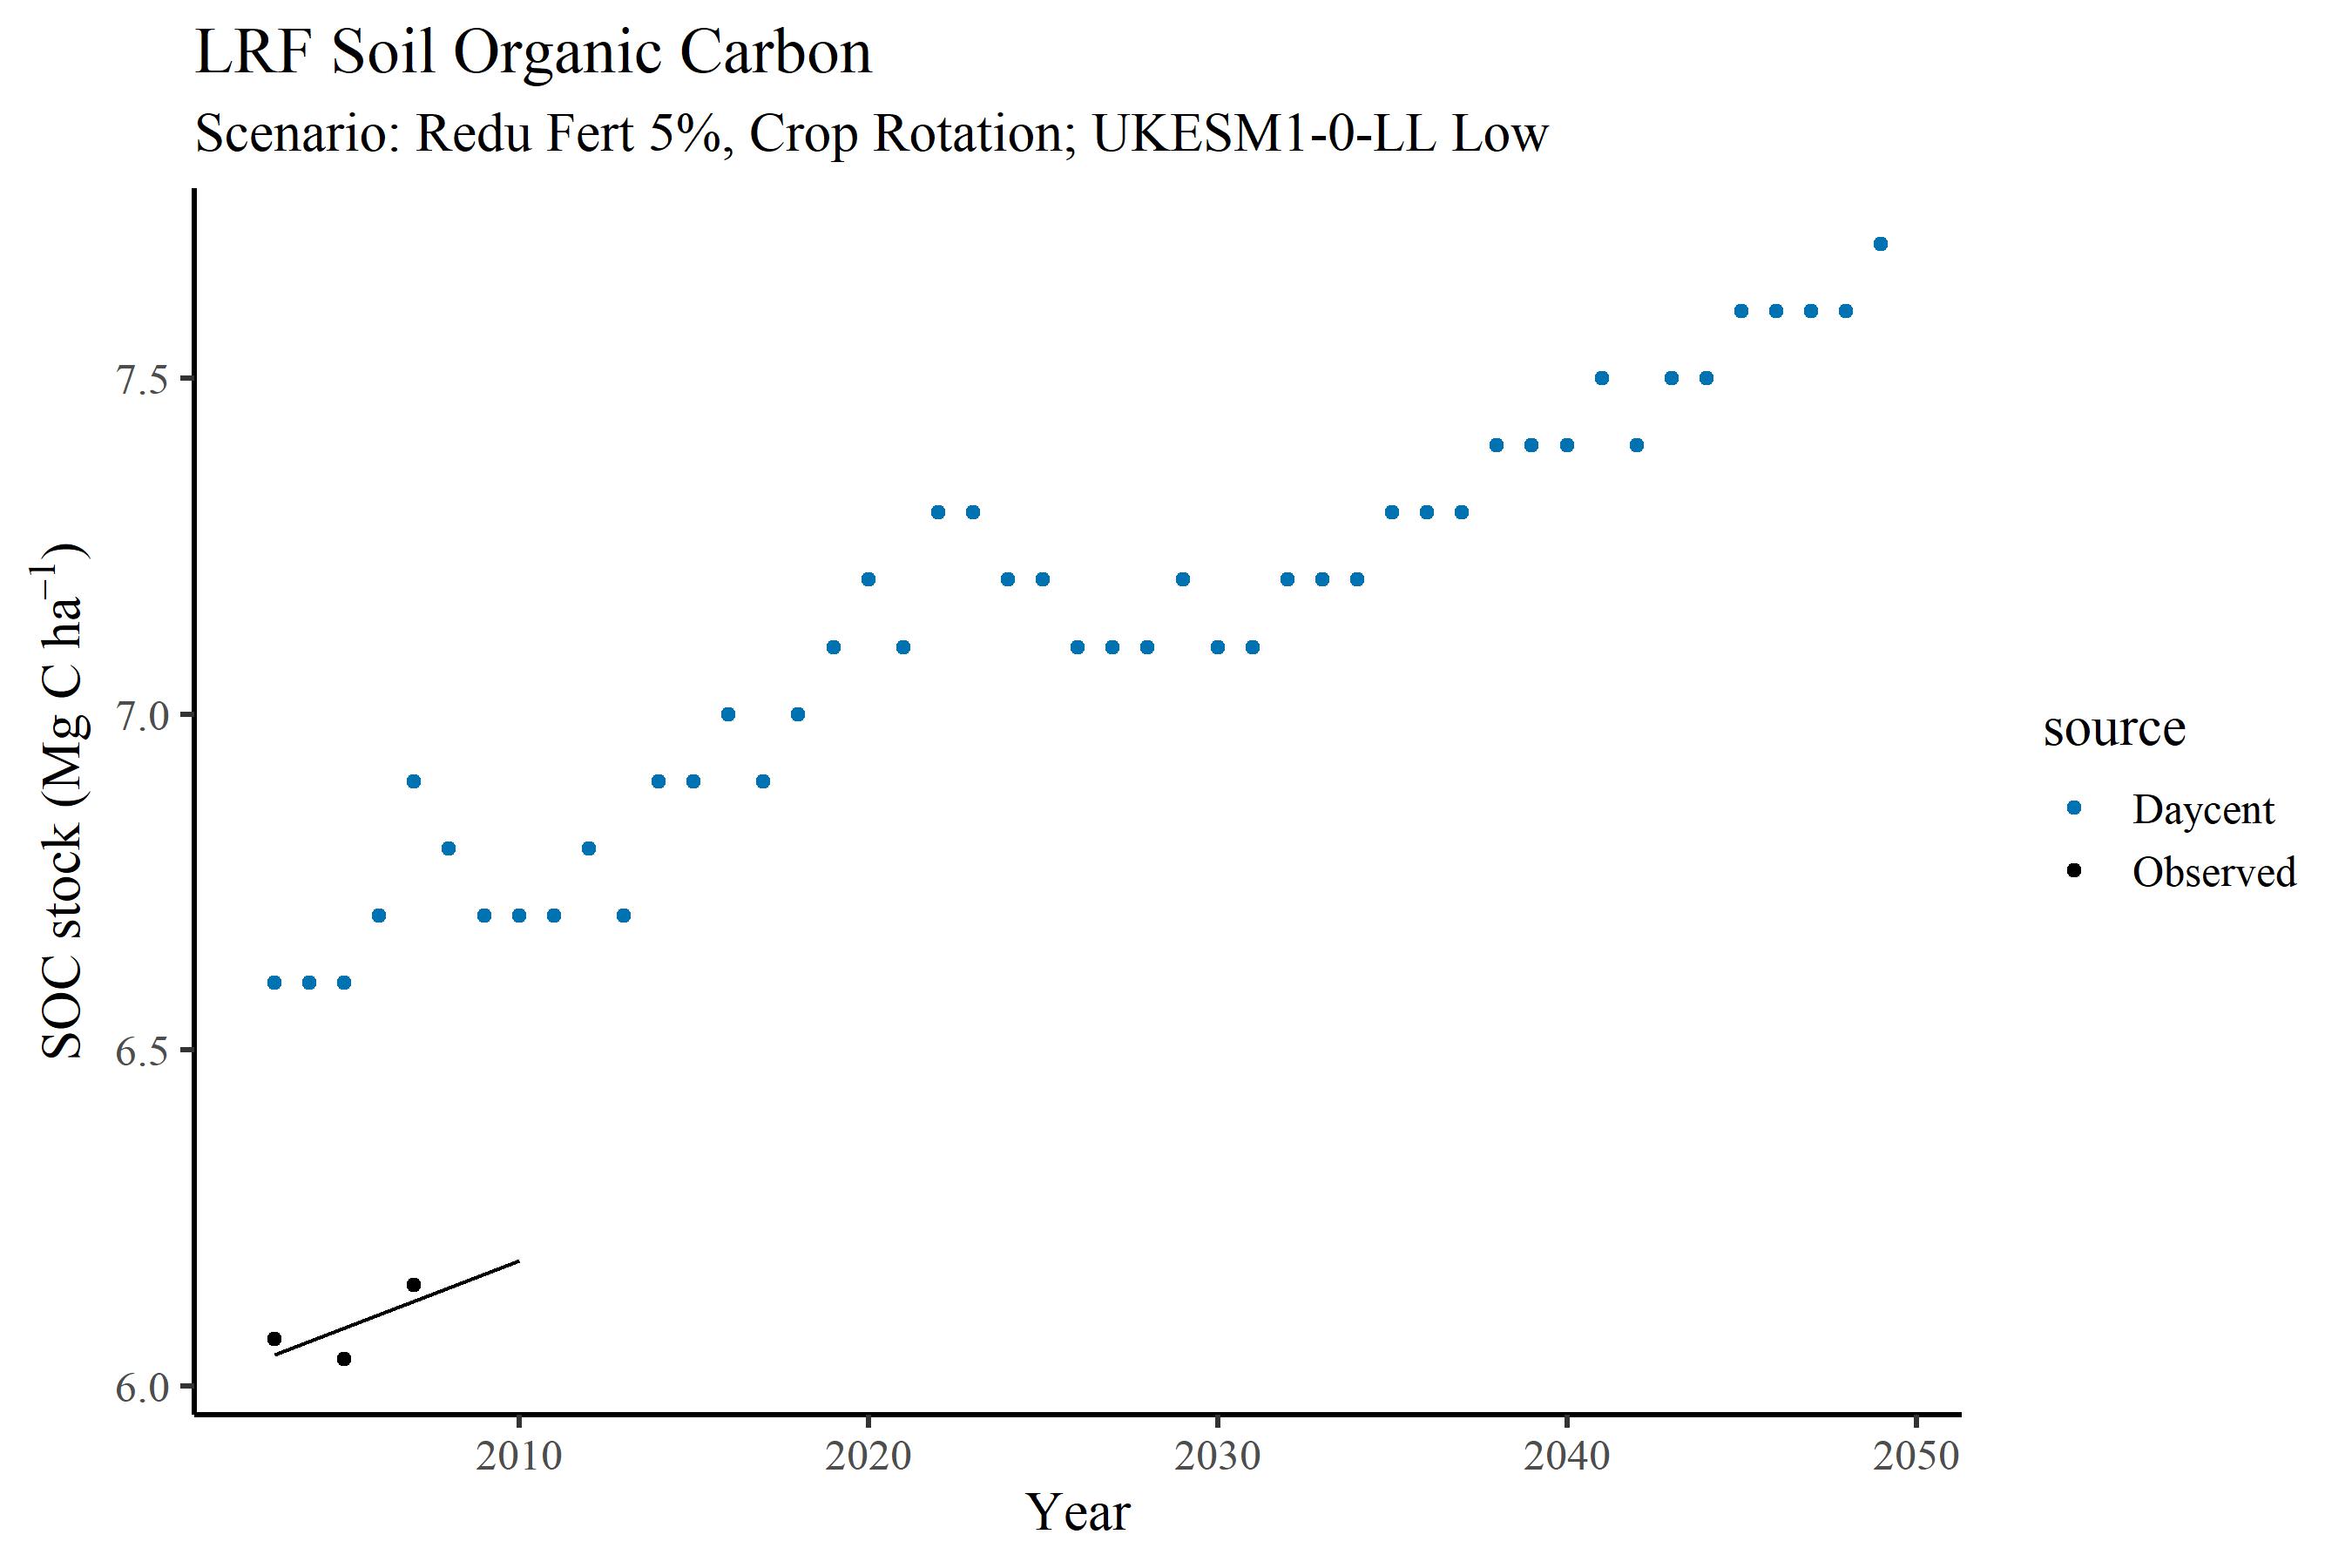 LRF Soil Organic Carbon
Scenario: Redu Fert 5%, Crop Rotation; UKESM1-0-LL Low
SOC stock (Mg C ha⁻¹)
7.5
7.0
6.5
6.0
2010 2020 2030 2040 2050
Year
source
Daycent
Observed